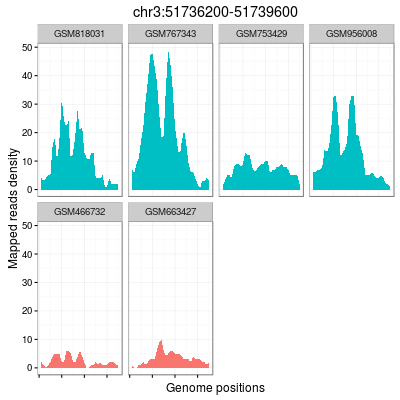 chr3:51736200-51739600
GSM818031 GSM767343 GSM753429 GSM956008
50
40
30
20
10
0
GSM466732 GSM663427
50
40
30
20
10
0
Mapped reads density
Genome positions